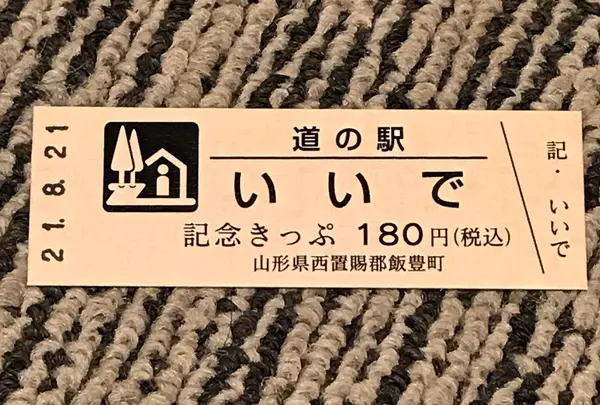 21.8.21
道の駅
いいで
記念きっぷ 180円(税込)
山形県西置賜郡飯豊町
記・いいで